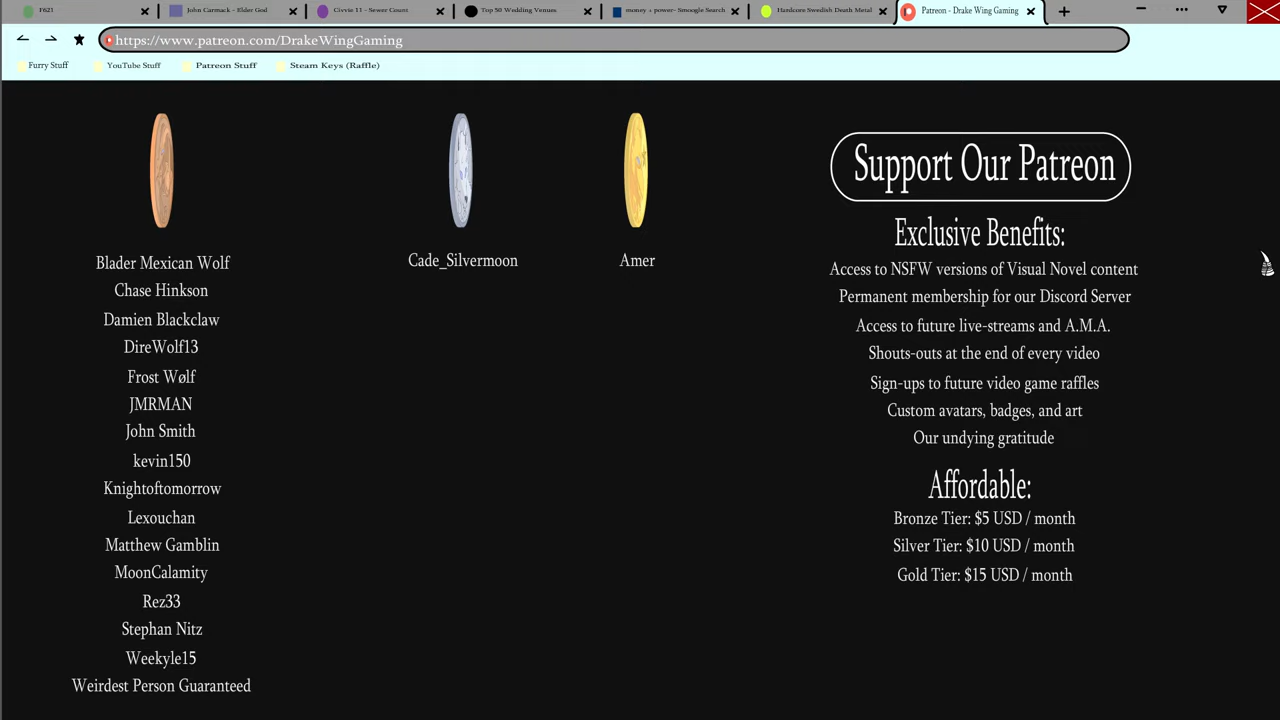 F621
John Carmack - Elder God
Civvie 11 - Sewer Count
Top 50 Wedding Venues
money + power- Smoogle Search
Hardcore Swedish Death Metal
Patreon - Drake Wing Gaming
https://www.patreon.com/DrakeWingGaming
Furry Stuff
YouTube Stuff
Patreon Stuff
Steam Keys (Raffle)
Blader Mexican Wolf
Chase Hinkson
Damien Blackclaw
DireWolf13
Frost Wølf
JMRMAN
John Smith
kevin150
Knightoftomorrow
Lexouchan
Matthew Gamblin
MoonCalamity
Rez33
Stephan Nitz
Weekyle15
Weirdest Person Guaranteed
Cade_Silvermoon
Amer
Support Our Patreon
Exclusive Benefits:
Access to NSFW versions of Visual Novel content
Permanent membership for our Discord Server
Access to future live-streams and A.M.A.
Shouts-outs at the end of every video
Sign-ups to future video game raffles
Custom avatars, badges, and art
Our undying gratitude
Affordable:
Bronze Tier: $5 USD / month
Silver Tier: $10 USD / month
Gold Tier: $15 USD / month